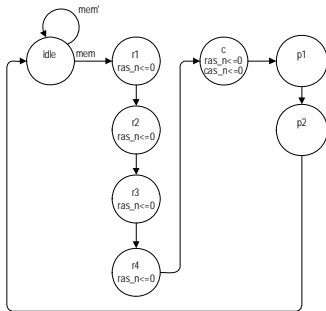 mem'
idle
mem
r1
ras_n<=0
r2
ras_n<=0
r3
ras_n<=0
r4
ras_n<=0
c
ras_n<=0
cas_n<=0
p1
p2